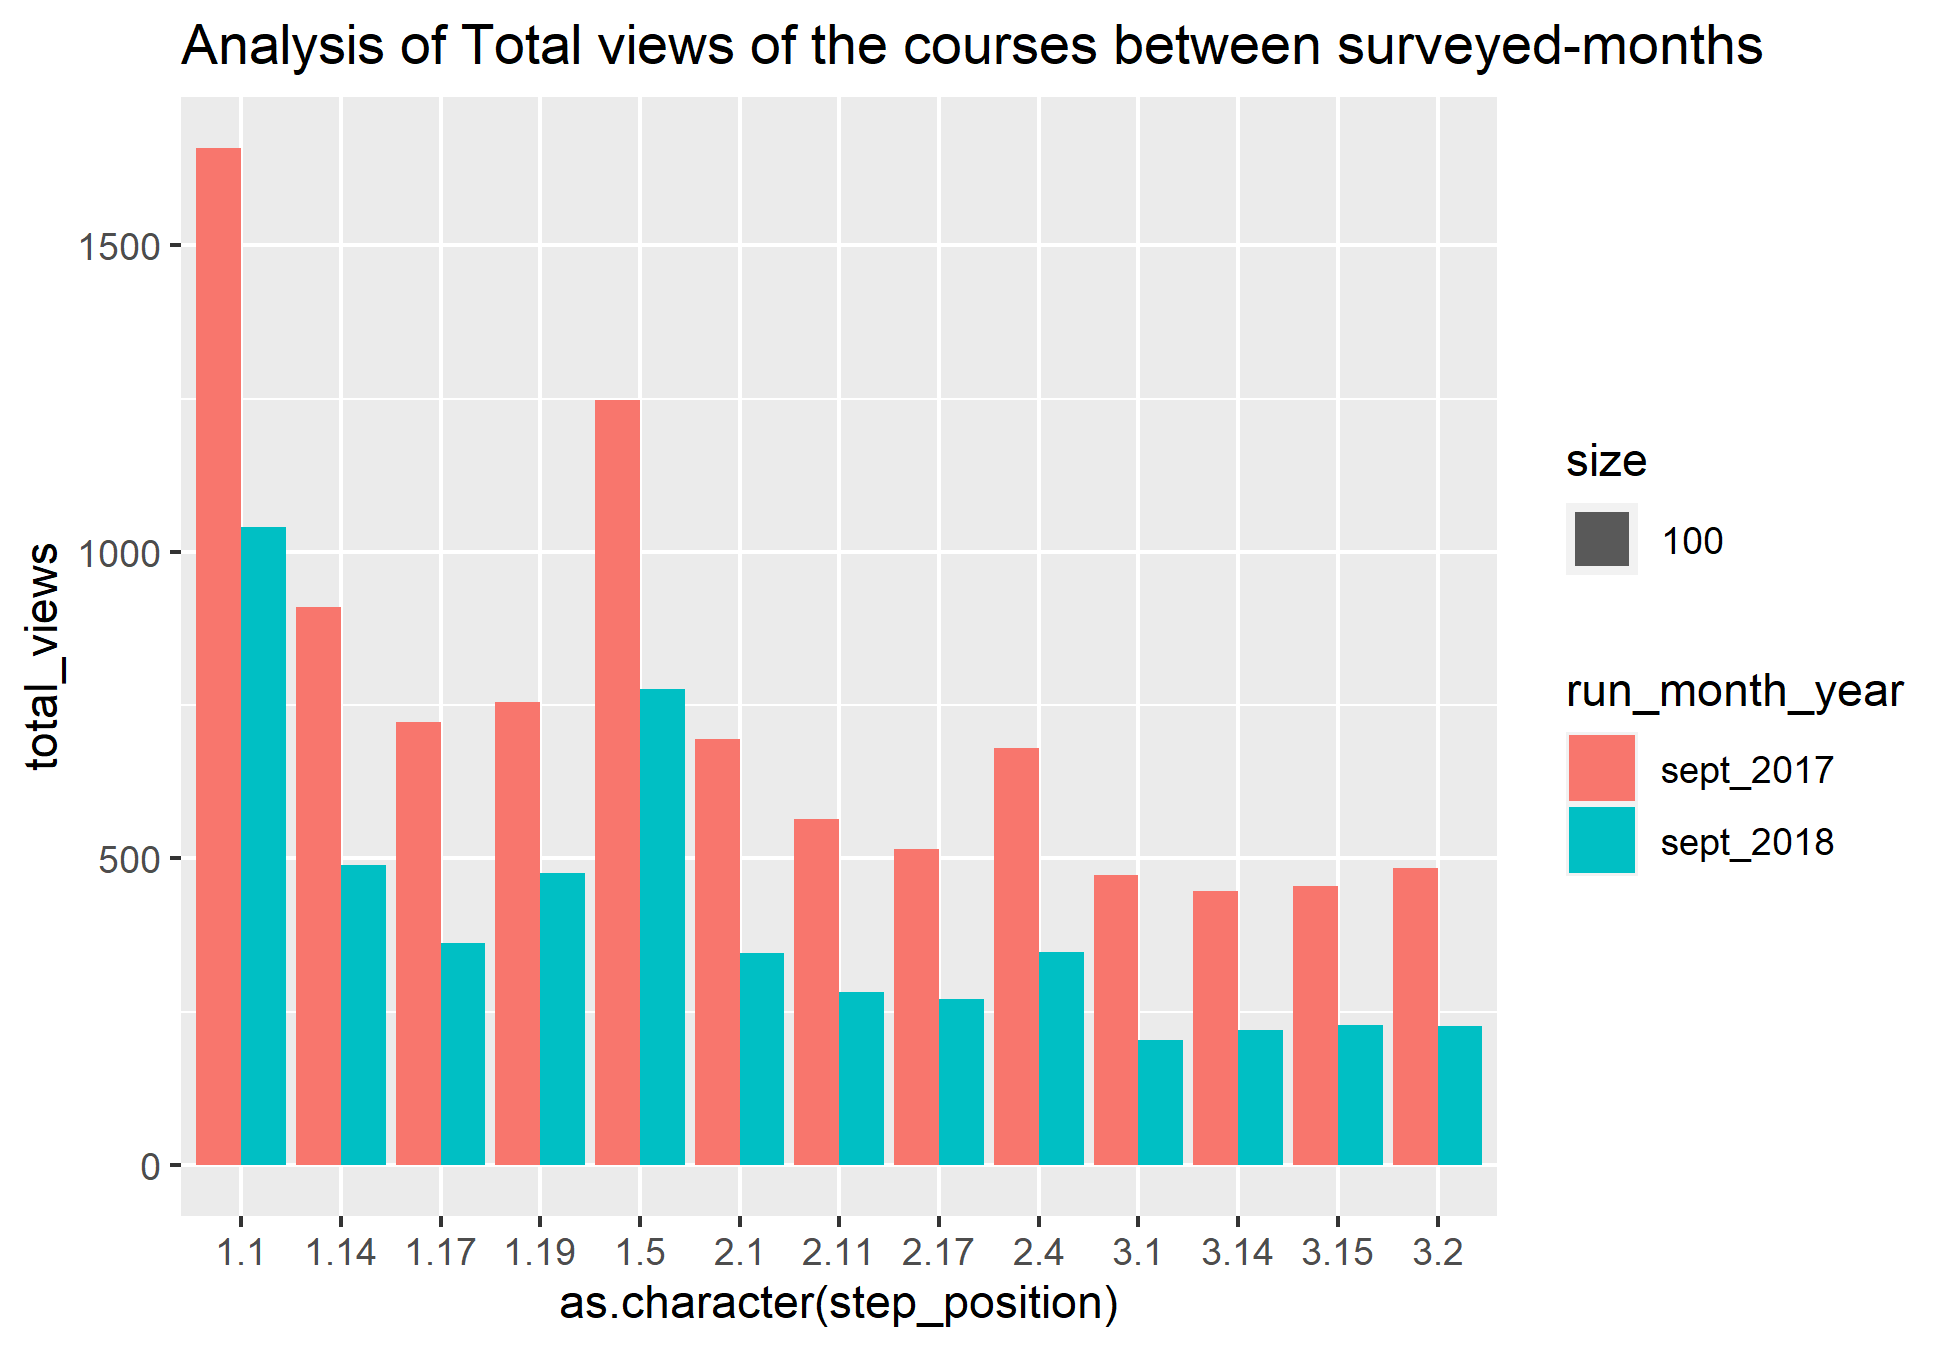 Analysis of Total views of the courses between surveyed-months
total_views
1500
1000
500
0
1.1 1.14 1.17 1.19 1.5 2.1 2.11 2.17 2.4 3.1 3.14 3.15 3.2
as.character(step_position)
size
100
run_month_year
sept_2017
sept_2018